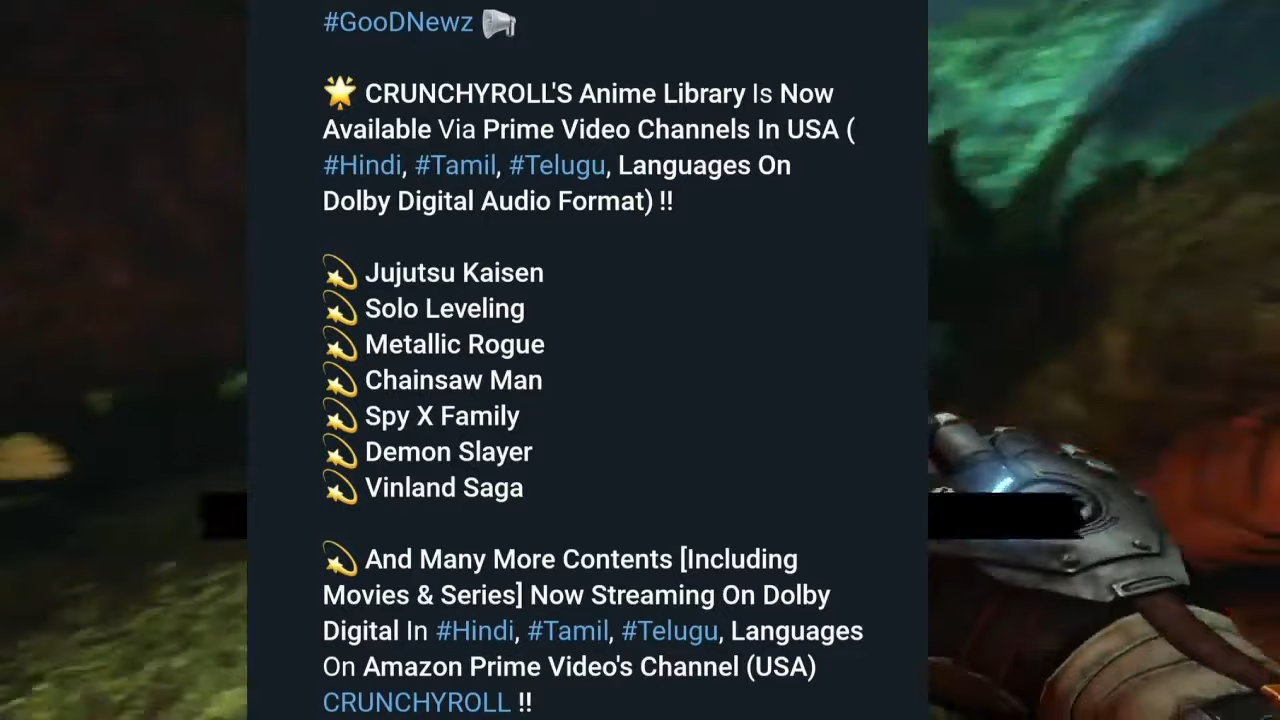 #GooDNewz 📢
🌟 CRUNCHYROLL'S Anime Library Is Now
Available Via Prime Video Channels In USA (
#Hindi, #Tamil, #Telugu, Languages On
Dolby Digital Audio Format) !!
💫 Jujutsu Kaisen
💫 Solo Leveling
💫 Metallic Rogue
💫 Chainsaw Man
💫 Spy X Family
💫 Demon Slayer
💫 Vinland Saga
💫 And Many More Contents [Including
Movies & Series] Now Streaming On Dolby
Digital In #Hindi, #Tamil, #Telugu, Languages
On Amazon Prime Video's Channel (USA)
CRUNCHYROLL !!